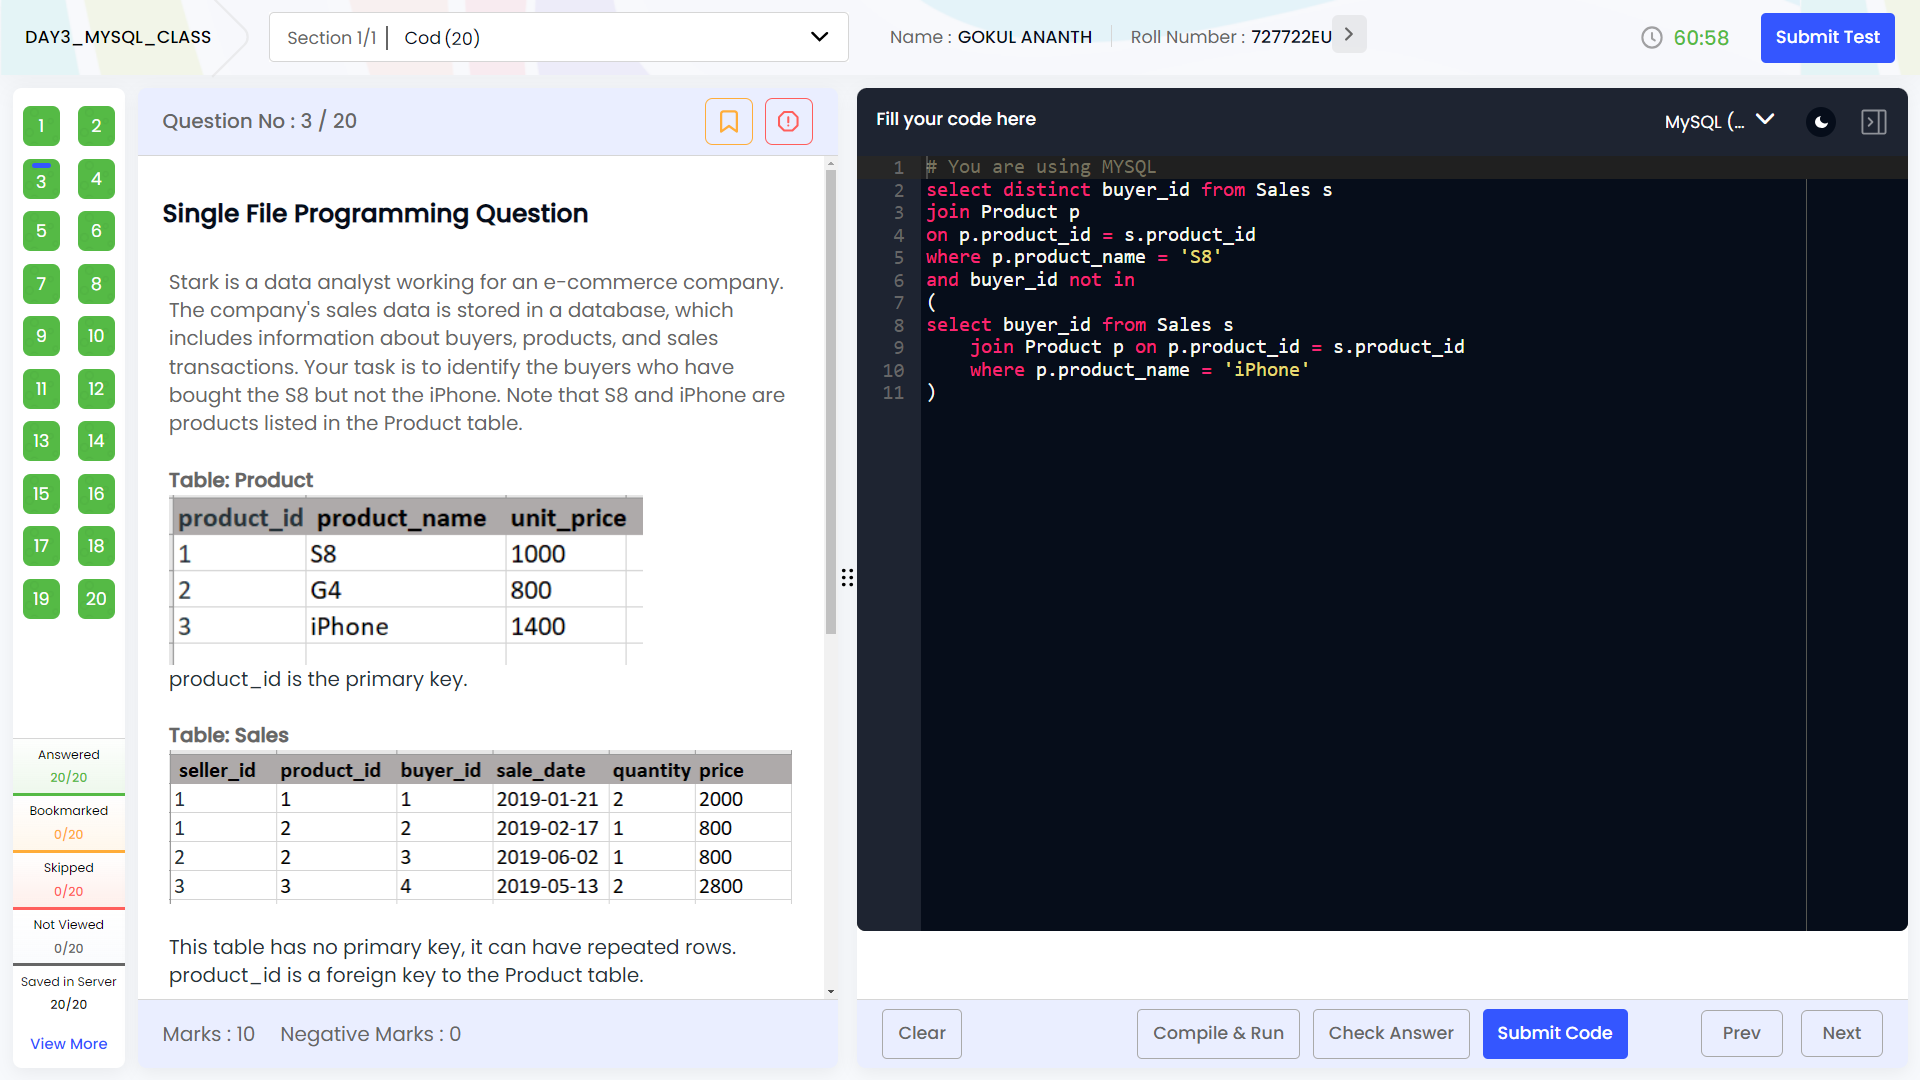 DAY3_MYSQL_CLASS
Section 1/1 | Cod (20)
Name : GOKUL ANANTH
Roll Number : 727722EU
60:58
Submit Test
1 2
3 4
5 6
7 8
9 10
11 12
13 14
15 16
17 18
19 20
Answered
20/20
Bookmarked
0/20
Skipped
0/20
Not Viewed
0/20
Saved in Server
20/20
View More
Question No : 3 / 20
Single File Programming Question
Stark is a data analyst working for an e-commerce company.
The company's sales data is stored in a database, which
includes information about buyers, products, and sales
transactions. Your task is to identify the buyers who have
bought the S8 but not the iPhone. Note that S8 and iPhone are
products listed in the Product table.
Table: Product
product_id product_name unit_price
1 S8 1000
2 G4 800
3 iPhone 1400
product_id is the primary key.
Table: Sales
seller_id product_id buyer_id sale_date quantity price
1 1 1 2019-01-21 2 2000
1 2 2 2019-02-17 1 800
2 2 3 2019-06-02 1 800
3 3 4 2019-05-13 2 2800
This table has no primary key, it can have repeated rows.
product_id is a foreign key to the Product table.
Marks : 10 Negative Marks : 0
Fill your code here
MySQL (...
1 # You are using MYSQL
2 select distinct buyer_id from Sales s
3 join Product p
4 on p.product_id = s.product_id
5 where p.product_name = 'S8'
6 and buyer_id not in
7 (
8 select buyer_id from Sales s
9 join Product p on p.product_id = s.product_id
10 where p.product_name = 'iPhone'
11 )
Clear
Compile & Run
Check Answer
Submit Code
Prev
Next